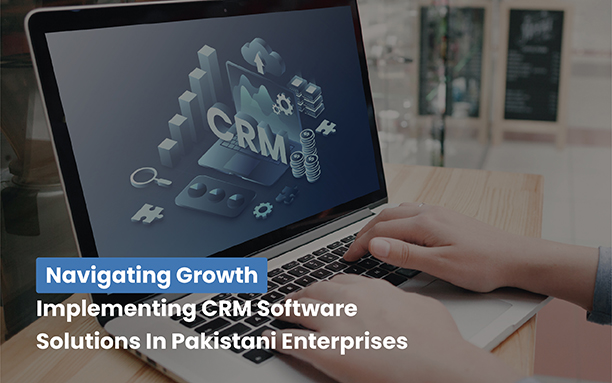 CRM
Navigating Growth
Implementing CRM Software
Solutions In Pakistani Enterprises